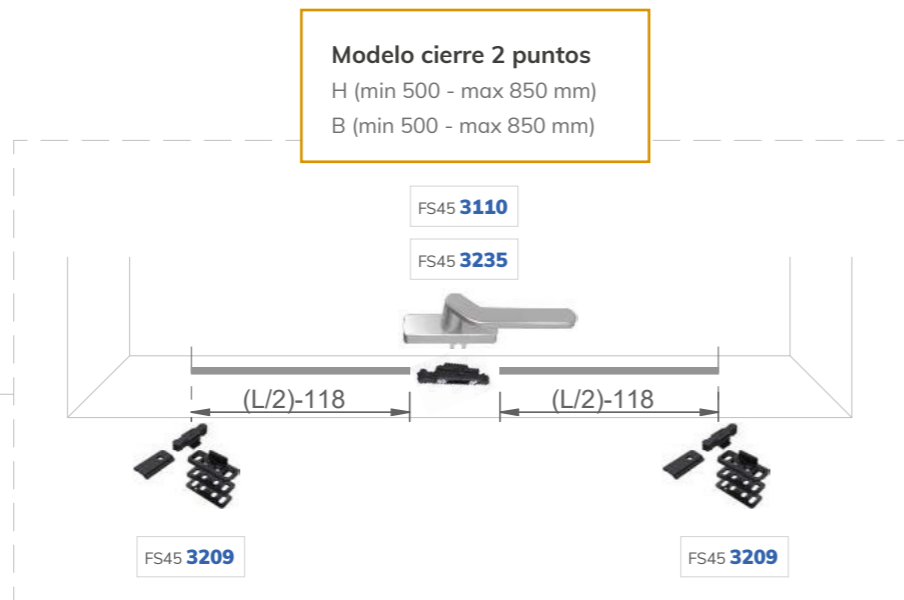 Modelo cierre 2 puntos
H (min 500 - max 850 mm)
B (min 500 - max 850 mm)
FS45 3110
FS45 3235
(L/2)-118
(L/2)-118
FS45 3209
FS45 3209